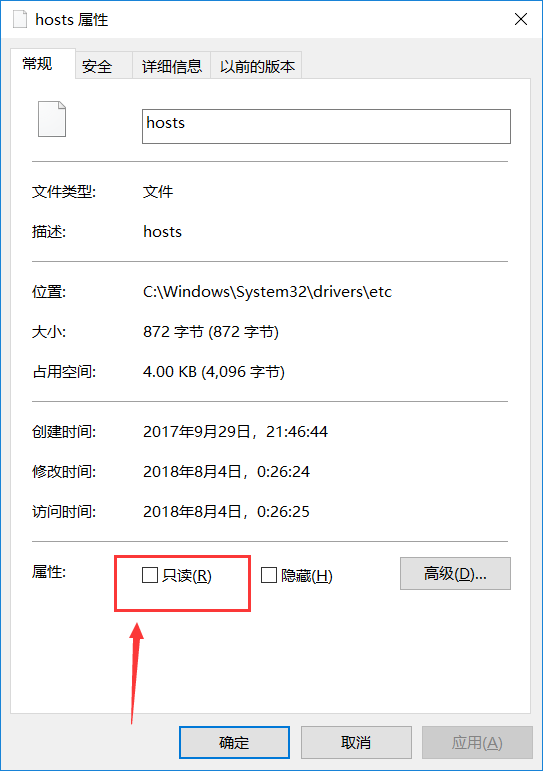 hosts 属性
常规 安全 详细信息 以前的版本
hosts
文件类型: 文件
描述: hosts
位置: C:\Windows\System32\drivers\etc
大小: 872 字节 (872 字节)
占用空间: 4.00 KB (4,096 字节)
创建时间: 2017年9月29日，21:46:44
修改时间: 2018年8月4日，0:26:24
访问时间: 2018年8月4日，0:26:25
属性: 只读(R) 隐藏(H) 高级(D)...
确定 取消 应用(A)